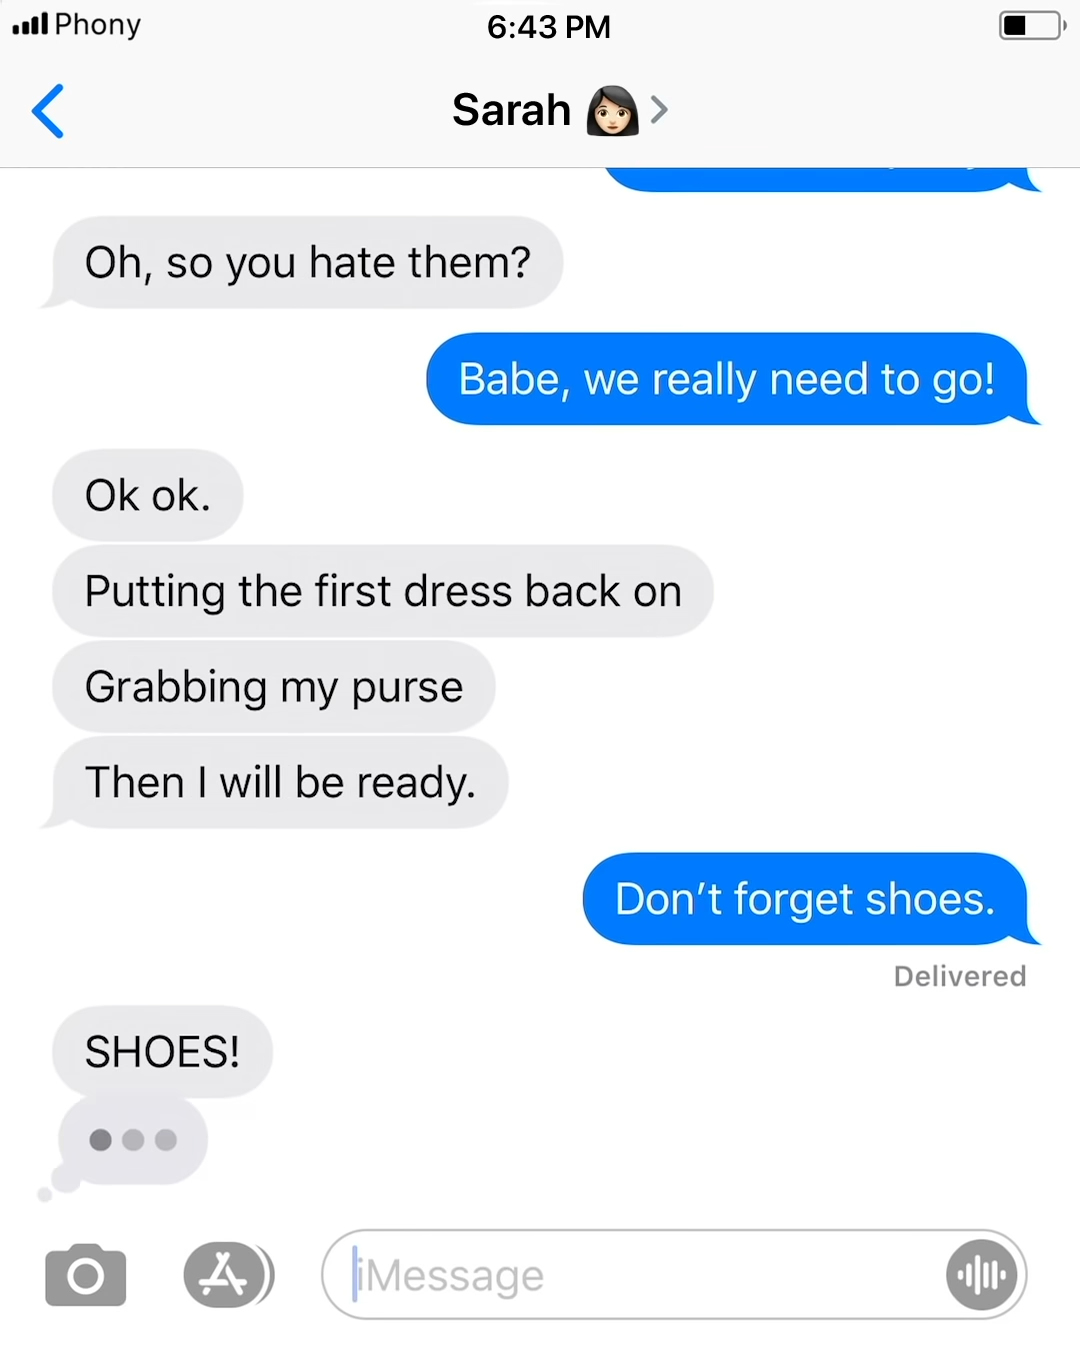 Phony
6:43 PM
Sarah
Oh, so you hate them?
Babe, we really need to go!
Ok ok.
Putting the first dress back on
Grabbing my purse
Then I will be ready.
Don’t forget shoes.
Delivered
SHOES!
iMessage